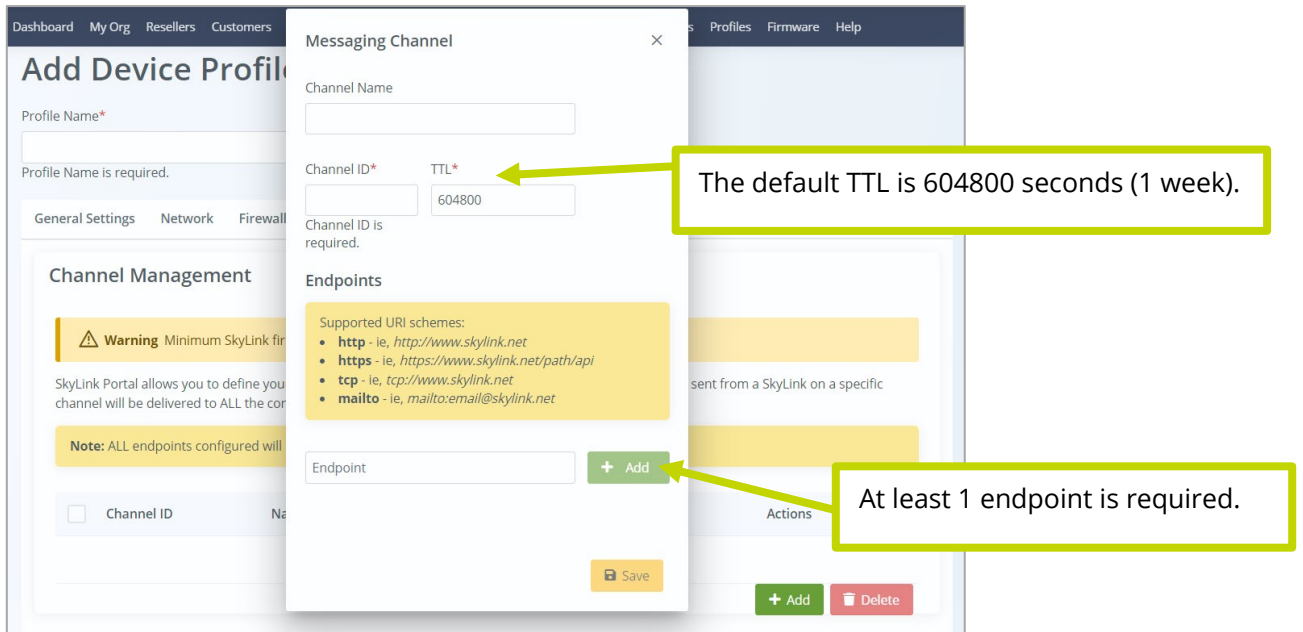 Dashboard My Org Resellers Customers
Profiles Firmware Help
Add Device Profil
Profile Name*
Profile Name is required.
General Settings Network Firewall
Channel Management
Warning Minimum SkyLink fir
SkyLink Portal allows you to define you
sent from a SkyLink on a specific
channel will be delivered to ALL the con
Note: ALL endpoints configured will
Channel ID Na
Actions
+ Add Delete
Messaging Channel
Channel Name
Channel ID* TTL*
604800
Channel ID is
required.
Endpoints
Supported URI schemes:
• http - ie, http://www.skylink.net
• https - ie, https://www.skylink.net/path/api
• tcp - ie, tcp://www.skylink.net
• mailto - ie, mailto:email@skylink.net
Endpoint + Add
Save
The default TTL is 604800 seconds (1 week).
At least 1 endpoint is required.